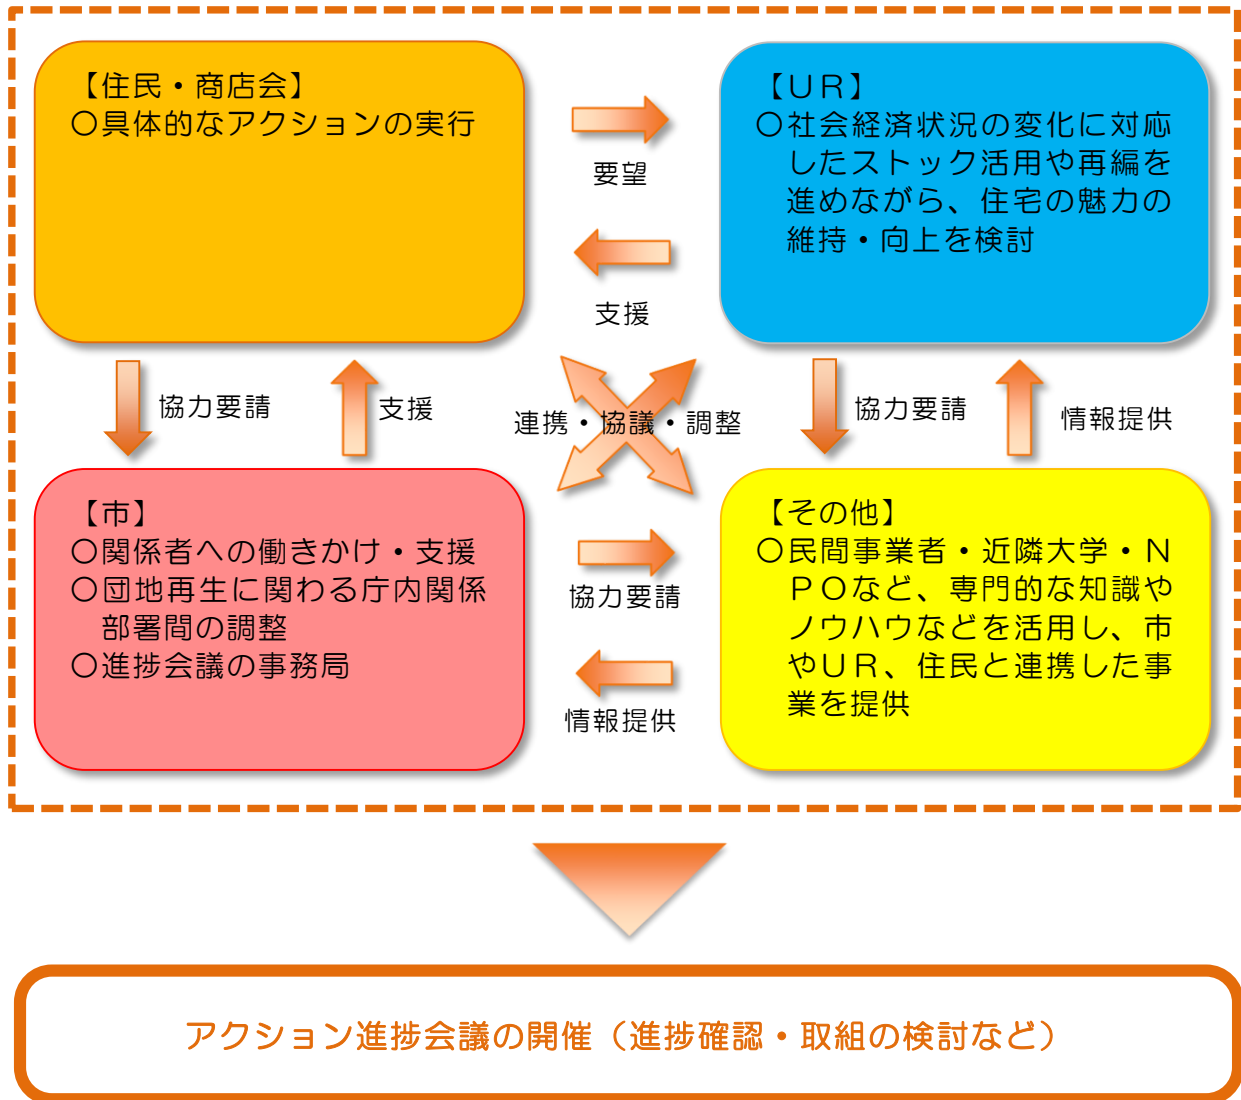 【住民・商店会】
○具体的なアクションの実行
要望
支援
【ＵＲ】
○社会経済状況の変化に対応
したストック活用や再編を
進めながら、住宅の魅力の
維持・向上を検討
協力要請
支援
連携・協議・調整
協力要請
情報提供
【市】
○関係者への働きかけ・支援
○団地再生に関わる庁内関係
部署間の調整
○進捗会議の事務局
協力要請
情報提供
【その他】
○民間事業者・近隣大学・Ｎ
ＰＯなど、専門的な知識や
ノウハウなどを活用し、市
やＵＲ、住民と連携した事
業を提供
アクション進捗会議の開催（進捗確認・取組の検討など）